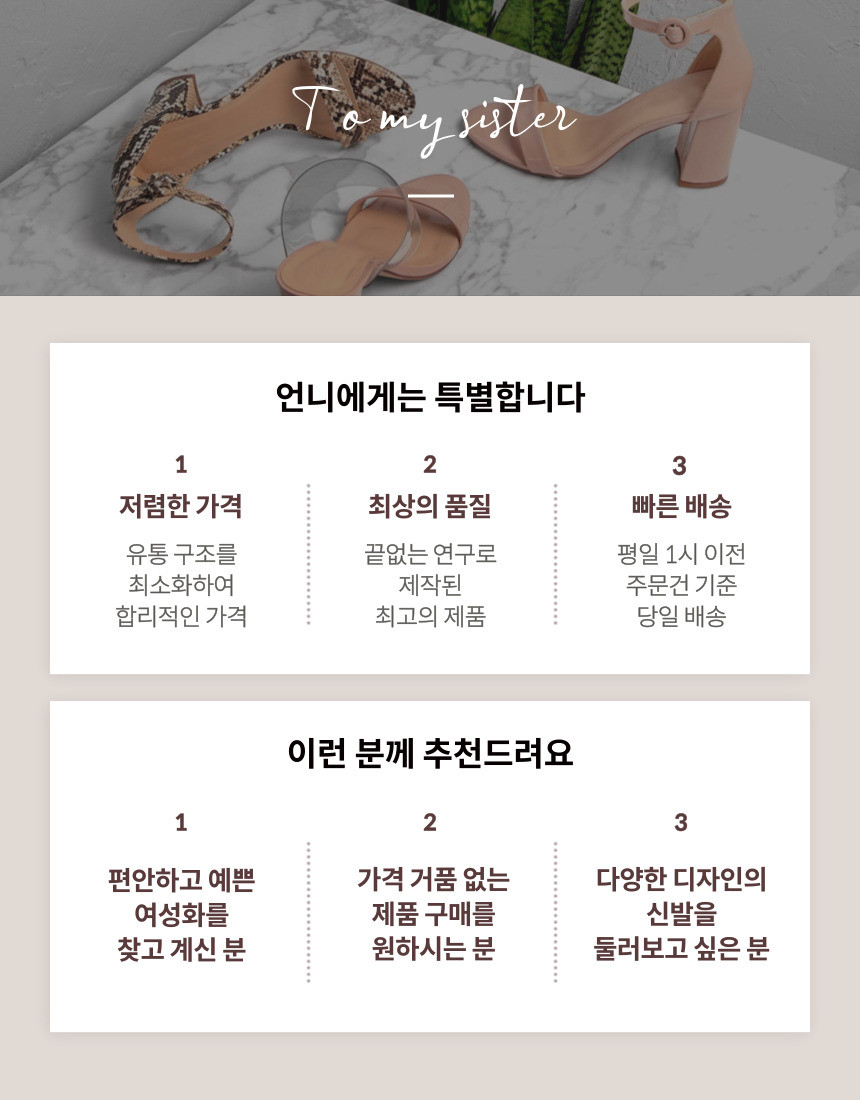 To my sister
언니에게는 특별합니다
1
저렴한 가격
유통 구조를
최소화하여
합리적인 가격
2
최상의 품질
끝없는 연구로
제작된
최고의 제품
3
빠른 배송
평일 1시 이전
주문건 기준
당일 배송
이런 분께 추천드려요
1
편안하고 예쁜
여성화를
찾고 계신 분
2
가격 거품 없는
제품 구매를
원하시는 분
3
다양한 디자인의
신발을
둘러보고 싶은 분